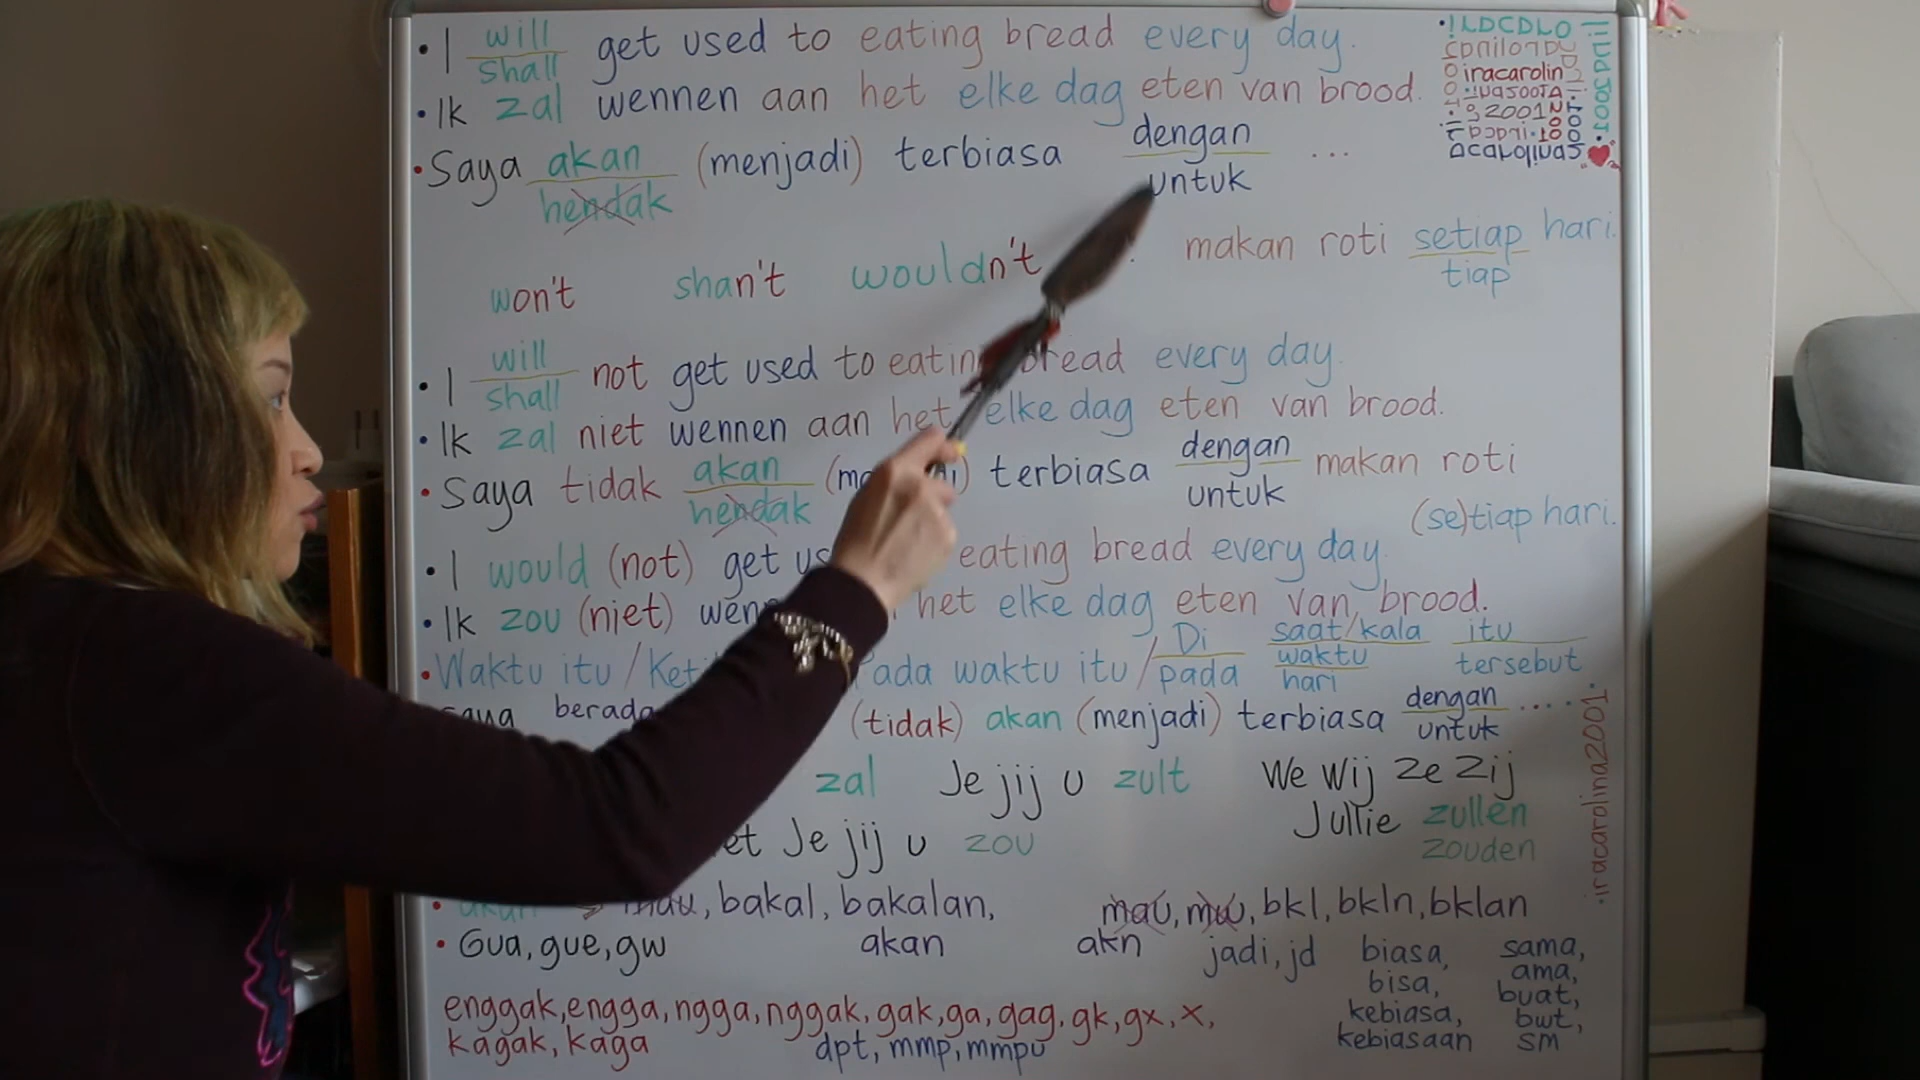 • I will/shall get used to eating bread every day.
• Ik zal wennen aan het elke dag eten van brood.
• Saya akan/hendak (menjadi) terbiasa dengan/untuk ...
makan roti setiap/tiap hari.
won't shan't wouldn't
• I will/shall not get used to eating bread every day.
• Ik zal niet wennen aan het elke dag eten van brood.
• Saya tidak akan/hendak terbiasa dengan/untuk makan roti
(se)tiap hari.
• I would (not) get eating bread every day.
• Ik zou (niet) het elke dag eten van brood.
• Waktu itu / Pada waktu itu / Di/pada saat/kala/waktu/hari itu/tersebut
saya (tidak) akan (menjadi) terbiasa dengan/untuk ....
zal Je jij u zult We Wij Ze Zij
Jullie zullen
Je jij u zou zouden
mau, bakal, bakalan, mau, mw, bkl, bkln, bklan
• Gua, gue, gw akan akn jadi, jd biasa, sama,
bisa, ama,
kebiasa, buat,
kebiasaan bwt,
sm
enggak, engga, ngga, nggak, gak, ga, gag, gk, gx, x,
kagak, kaga dpt, mmp, mmpu
iracarolin
2001
•iracarolina2001•